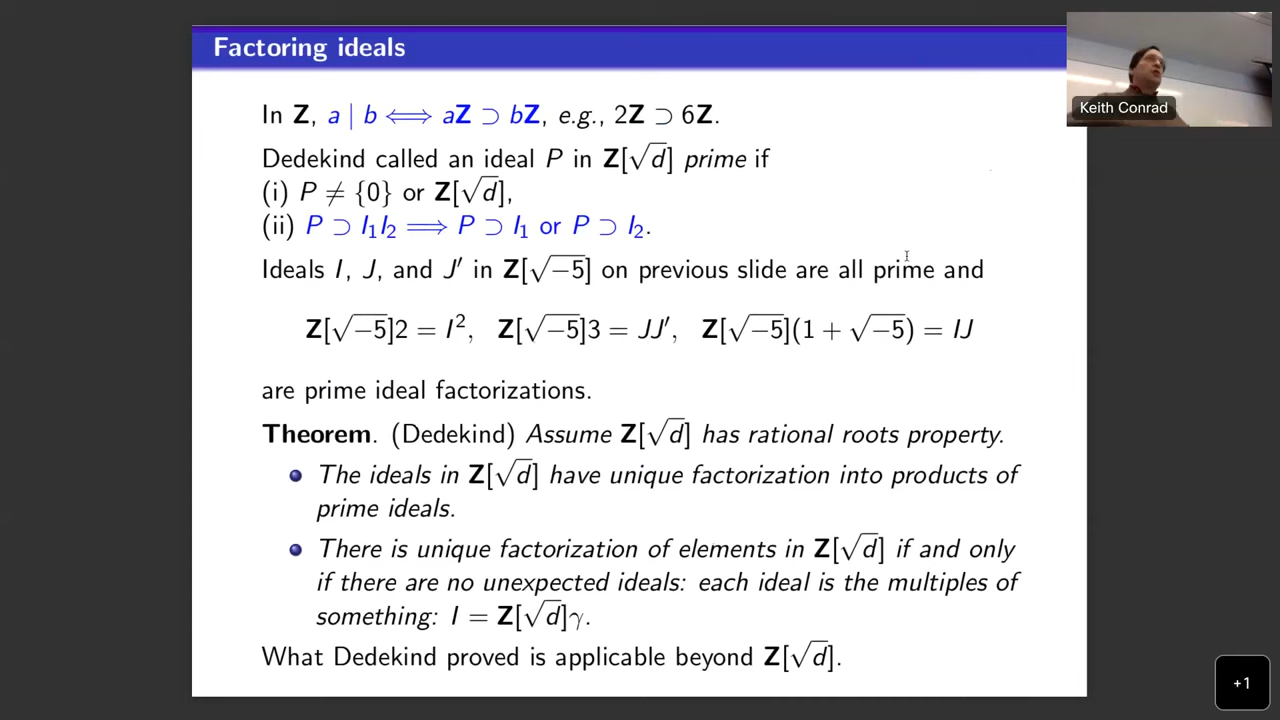 Factoring ideals
In Z, a | b ⟺ aZ ⊃ bZ, e.g., 2Z ⊃ 6Z.
Dedekind called an ideal P in Z[√d] prime if
(i) P ≠ {0} or Z[√d],
(ii) P ⊃ I₁I₂ ⟹ P ⊃ I₁ or P ⊃ I₂.
Ideals I, J, and J′ in Z[√−5] on previous slide are all prime and
Z[√−5]2 = I², Z[√−5]3 = JJ′, Z[√−5](1 + √−5) = IJ
are prime ideal factorizations.
Theorem. (Dedekind) Assume Z[√d] has rational roots property.
The ideals in Z[√d] have unique factorization into products of
prime ideals.
There is unique factorization of elements in Z[√d] if and only
if there are no unexpected ideals: each ideal is the multiples of
something: I = Z[√d]γ.
What Dedekind proved is applicable beyond Z[√d].
Keith Conrad
+1